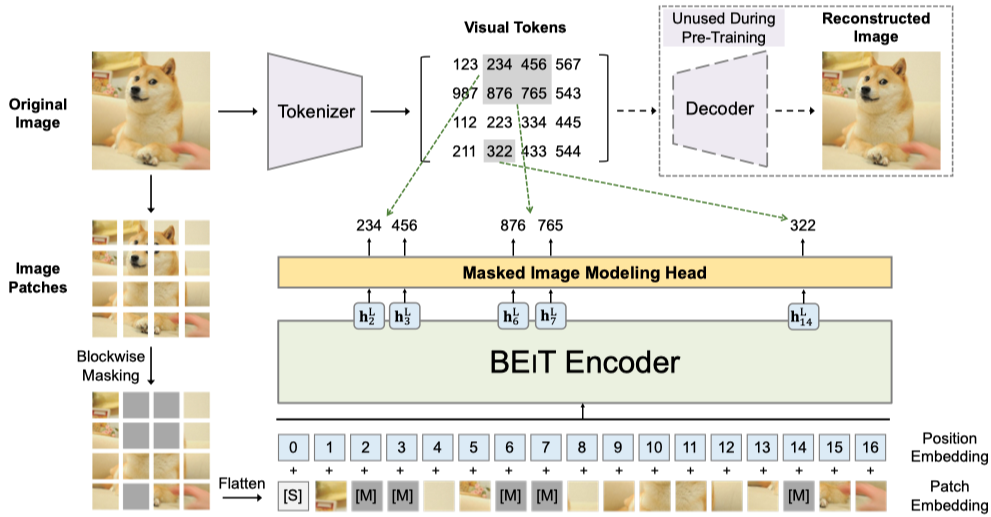 Visual Tokens
Unused During
Pre-Training
Reconstructed
Image
Original
Image
Tokenizer
123 234 456 567
987 876 765 543
112 223 334 445
211 322 433 544
Decoder
234 456 876 765 322
Image
Patches
Masked Image Modeling Head
h₂ᴸ h₃ᴸ h₆ᴸ h₇ᴸ h₁₄ᴸ
BEIT Encoder
Blockwise
Masking
0 1 2 3 4 5 6 7 8 9 10 11 12 13 14 15 16
Position
Embedding
+ + + + + + + + + + + + + + + + +
Flatten
[S] [M] [M] [M] [M] [M]
Patch
Embedding